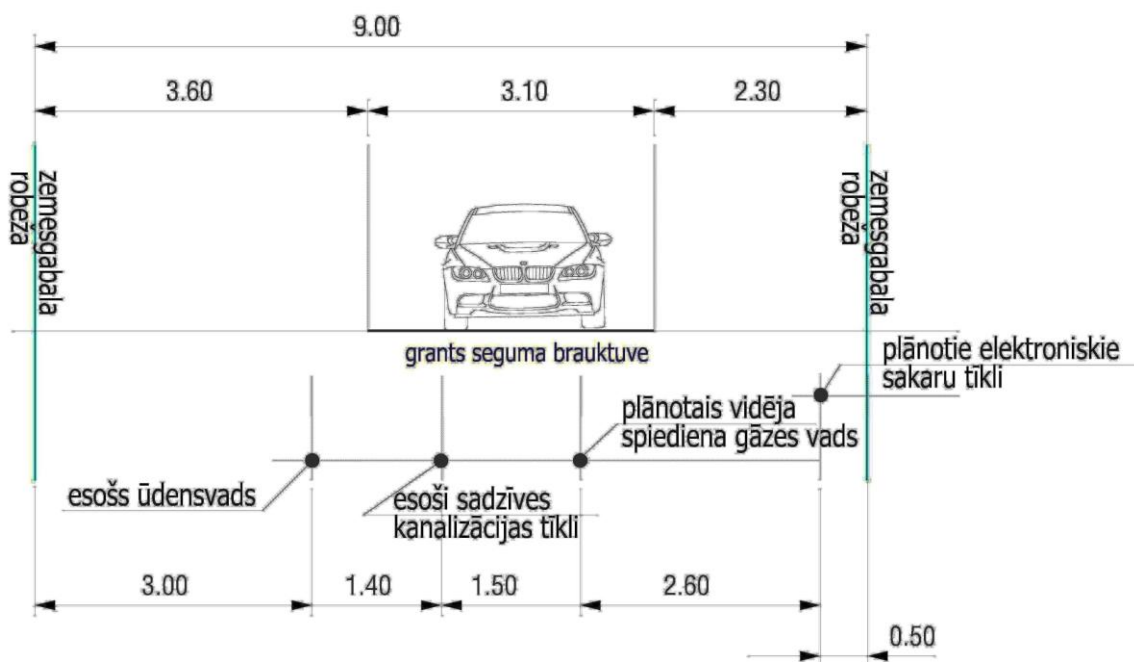 9.00
3.60
3.10
2.30
zemesgabala
robeža
zemesgabala
robeža
grants seguma brauktuve
plānotie elektroniskie
sakaru tīkli
plānotais vidēja
spiediena gāzes vads
esošs ūdensvads
esoši sadzīves
kanalizācijas tīkli
3.00
1.40
1.50
2.60
0.50